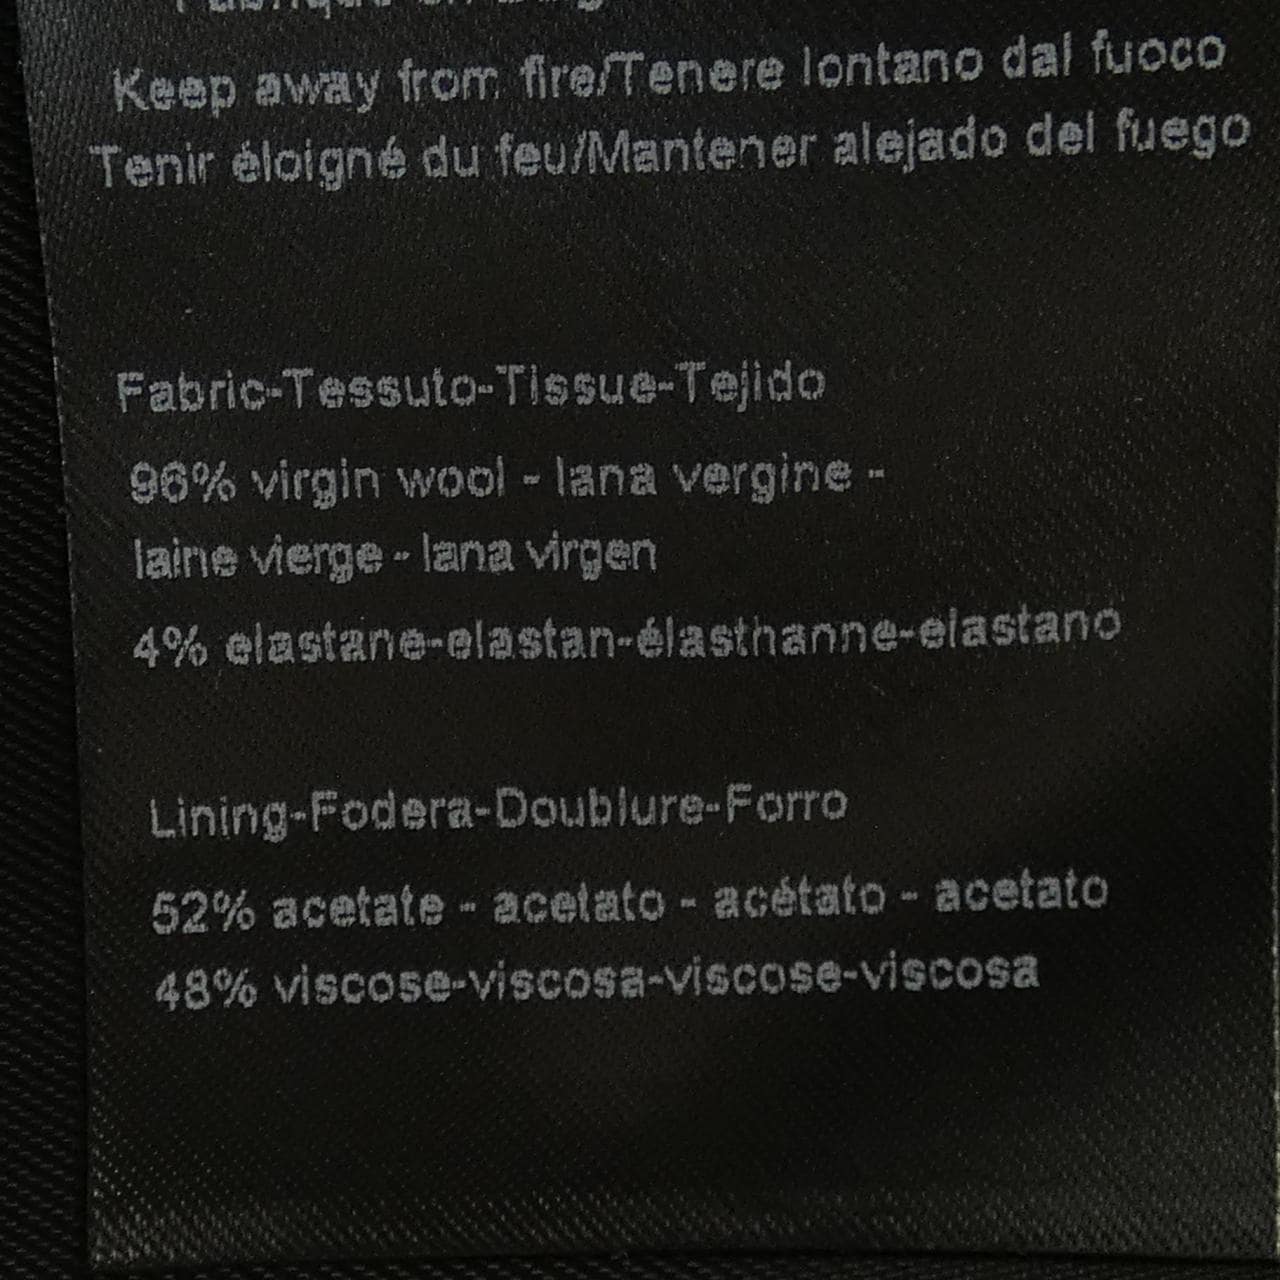 Keep away from fire/Tenere lontano dal fuoco
Tenir éloigné du feu/Mantener alejado del fuego
Fabric-Tessuto-Tissue-Tejido
96% virgin wool - lana vergine -
laine vierge - lana virgen
4% elastane-elastan-élasthanne-elastano
Lining-Fodera-Doublure-Forro
52% acetate - acetato - acétato - acetato
48% viscose-viscosa-viscose-viscosa